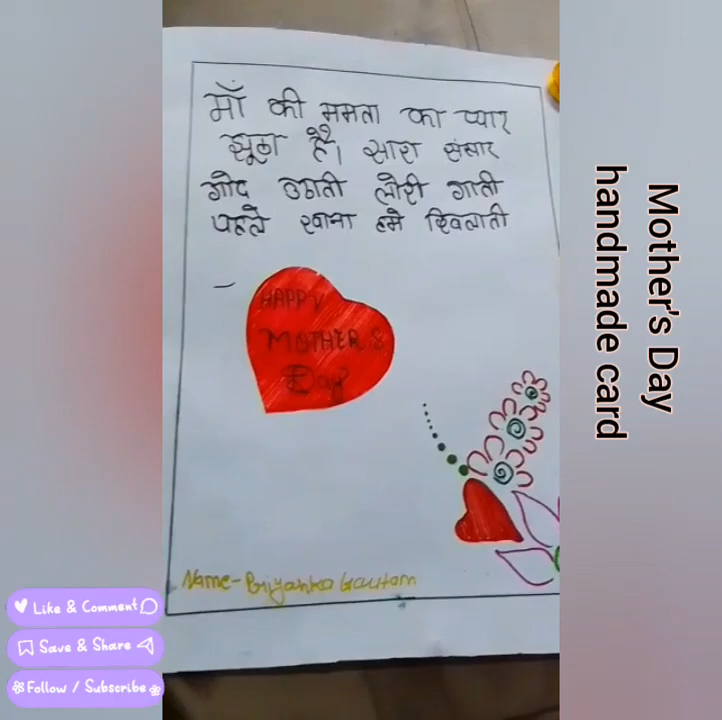 माँ की ममता का प्यार
झूठा है। सारा संसार
गोद उठाती लोरी गाती
पहले खाना हमे खिलाती
HAPPY
MOTHER'S
Day
Name-Priyanka Gautam
Mother's Day
handmade card
Like & Comment
Save & Share
Follow / Subscribe